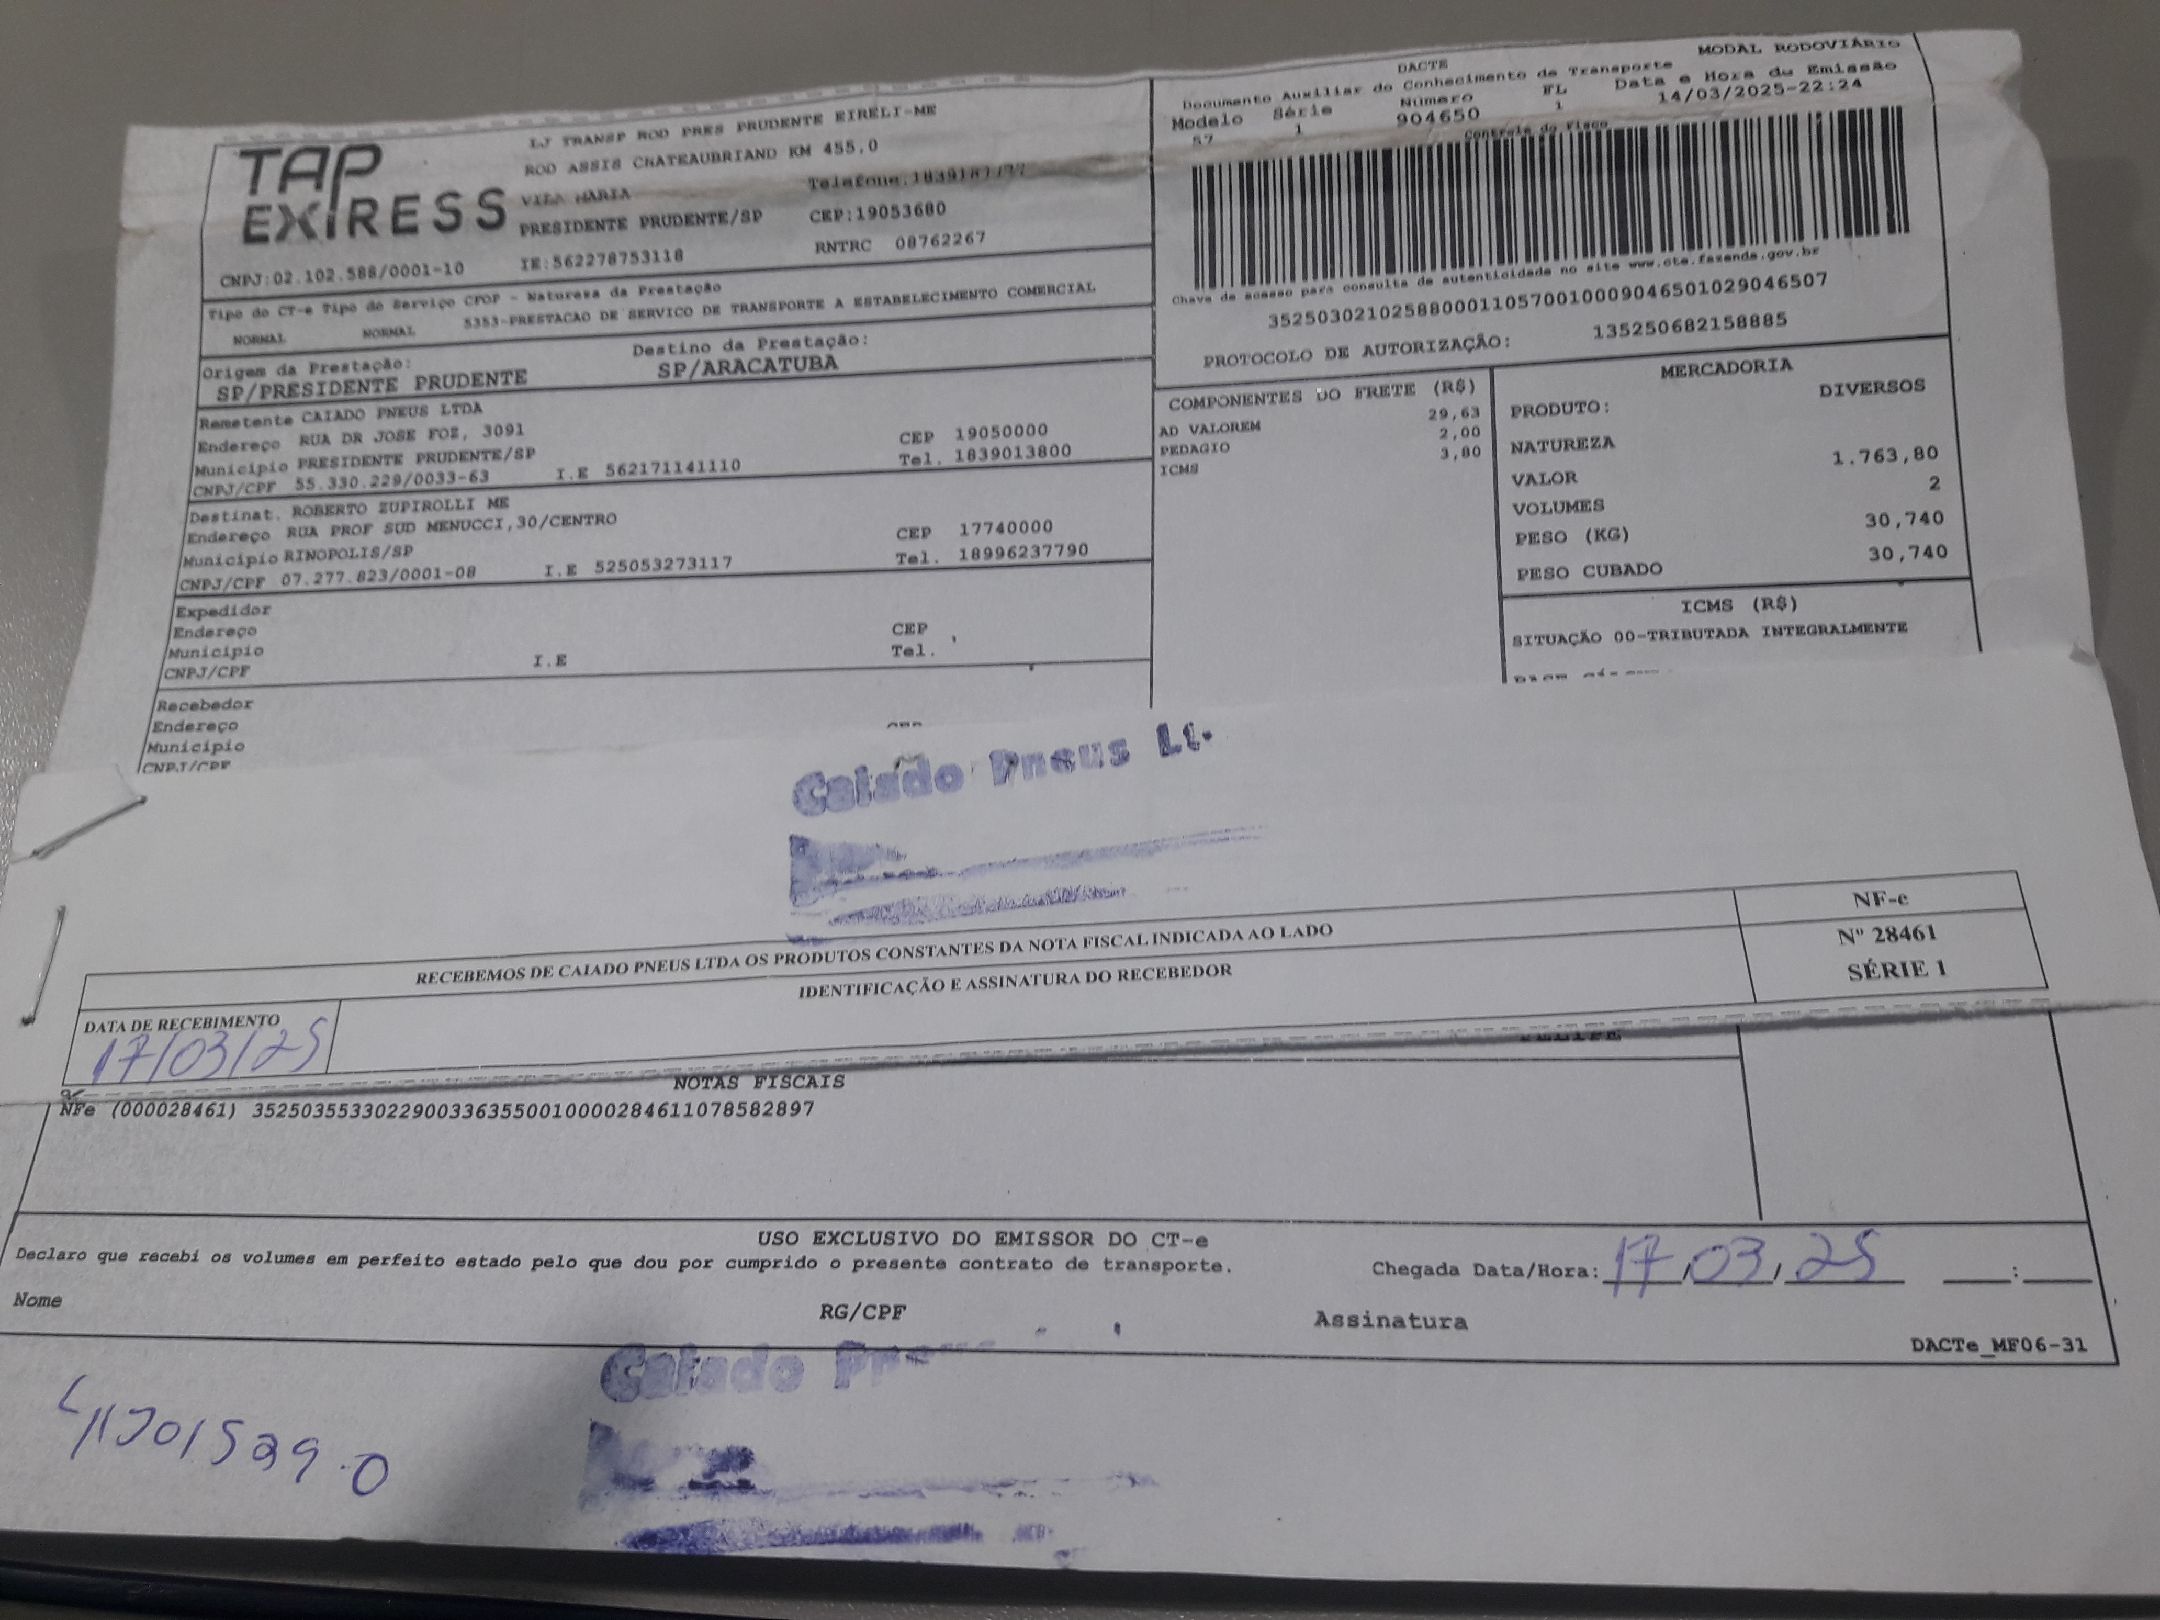 TAP EXPRESS
LJ TRANSP ROD PRES PRUDENTE EIRELI-ME
ROD ASSIS CHATEAUBRIAND KM 455,0
VILA MARIA
PRESIDENTE PRUDENTE/SP CEP:19053680
CNPJ:02.102.588/0001-10 IE:562278753118 RNTRC 08762267
Tipo do CT-e Tipo do Serviço CFOP - Natureza da Prestação
NORMAL NORMAL 5353-PRESTACAO DE SERVICO DE TRANSPORTE A ESTABELECIMENTO COMERCIAL
Origem da Prestação: Destino da Prestação:
SP/PRESIDENTE PRUDENTE SP/ARACATUBA
Remetente CAIADO PNEUS LTDA
Endereço RUA DR JOSE FOZ, 3091 CEP 19050000
Municipio PRESIDENTE PRUDENTE/SP Tel. 1839013800
CNPJ/CPF 55.330.229/0033-63 I.E 562171141110
Destinat. ROBERTO ZUPIROLLI ME
Endereço RUA PROF SUD MENUCCI,30/CENTRO CEP 17740000
Municipio RINOPOLIS/SP Tel. 18996237790
CNPJ/CPF 07.277.823/0001-08 I.E 525053273117
Expedidor
Endereço CEP
Municipio Tel.
CNPJ/CPF I.E
Recebedor
Endereço
Municipio
CNPJ/CPF
MODAL RODOVIÁRIO
DACTE
Documento Auxiliar do Conhecimento de Transporte
Modelo Série Número FL Data e Hora da Emissão
57 1 904650 1 14/03/2025-22:24
Controle do Fisco
Chave de acesso para consulta de autenticidade no site www.cte.fazenda.gov.br
35250302102588000110570010009046501029046507
PROTOCOLO DE AUTORIZAÇÃO: 135250682158885
COMPONENTES DO FRETE (R$)
29,63
AD VALOREM 2,00
PEDAGIO 3,80
ICMS
MERCADORIA
PRODUTO: DIVERSOS
NATUREZA
VALOR 1.763,80
VOLUMES 2
PESO (KG) 30,740
PESO CUBADO 30,740
ICMS (R$)
SITUAÇÃO 00-TRIBUTADA INTEGRALMENTE
Caiado Pneus Lt.
RECEBEMOS DE CAIADO PNEUS LTDA OS PRODUTOS CONSTANTES DA NOTA FISCAL INDICADA AO LADO
IDENTIFICAÇÃO E ASSINATURA DO RECEBEDOR
NF-e
Nº 28461
SÉRIE 1
DATA DE RECEBIMENTO
17/03/25
NOTAS FISCAIS
NFe (000028461) 35250355330229003363550010000284611078582897
USO EXCLUSIVO DO EMISSOR DO CT-e
Declaro que recebi os volumes em perfeito estado pelo que dou por cumprido o presente contrato de transporte.
Chegada Data/Hora: 17/03/25 :
Nome RG/CPF Assinatura
DACTe_MF06-31
Caiado Pneu